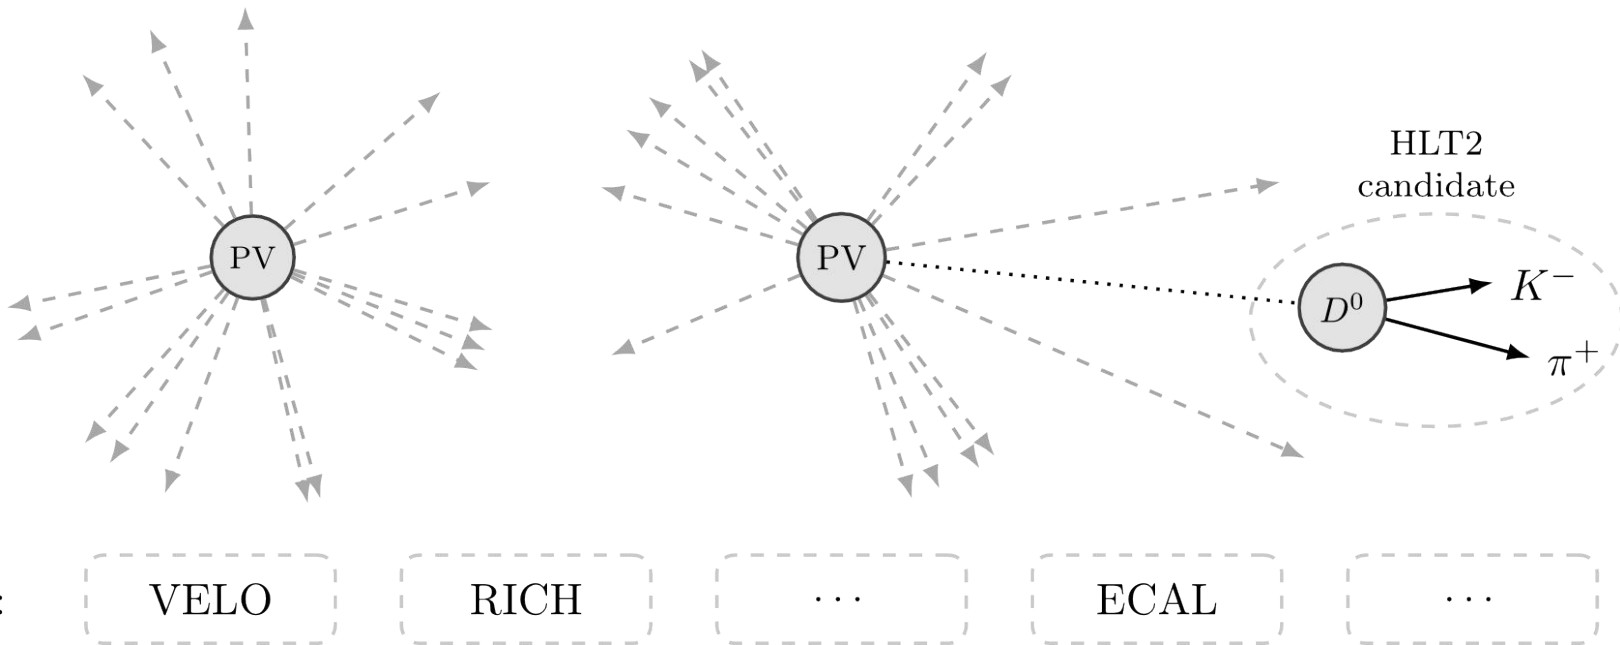 HLT2
candidate
PV
PV
D⁰
K⁻
π⁺
: VELO RICH ··· ECAL ···